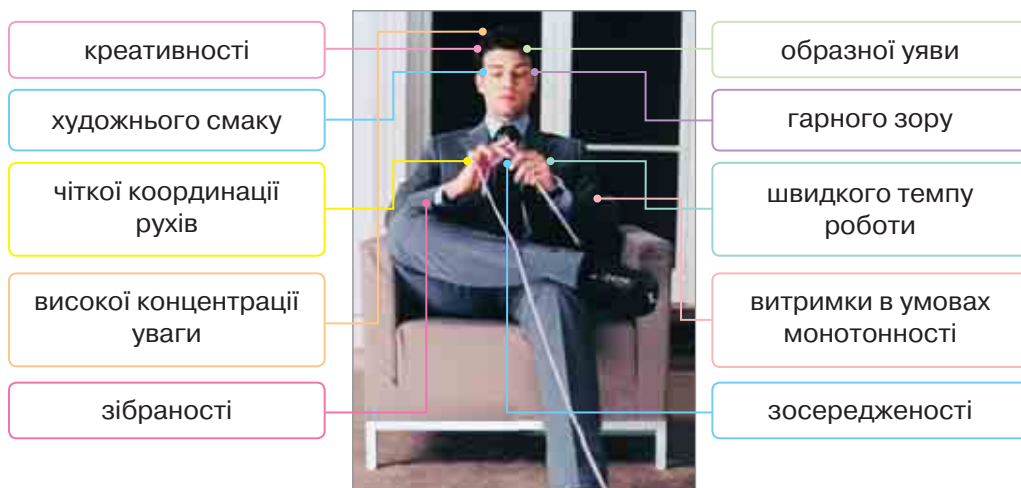 креативності
художнього смаку
чіткої координації
рухів
високої концентрації
уваги
зібраності
образної уяви
гарного зору
швидкого темпу
роботи
витримки в умовах
монотонності
зосередженості